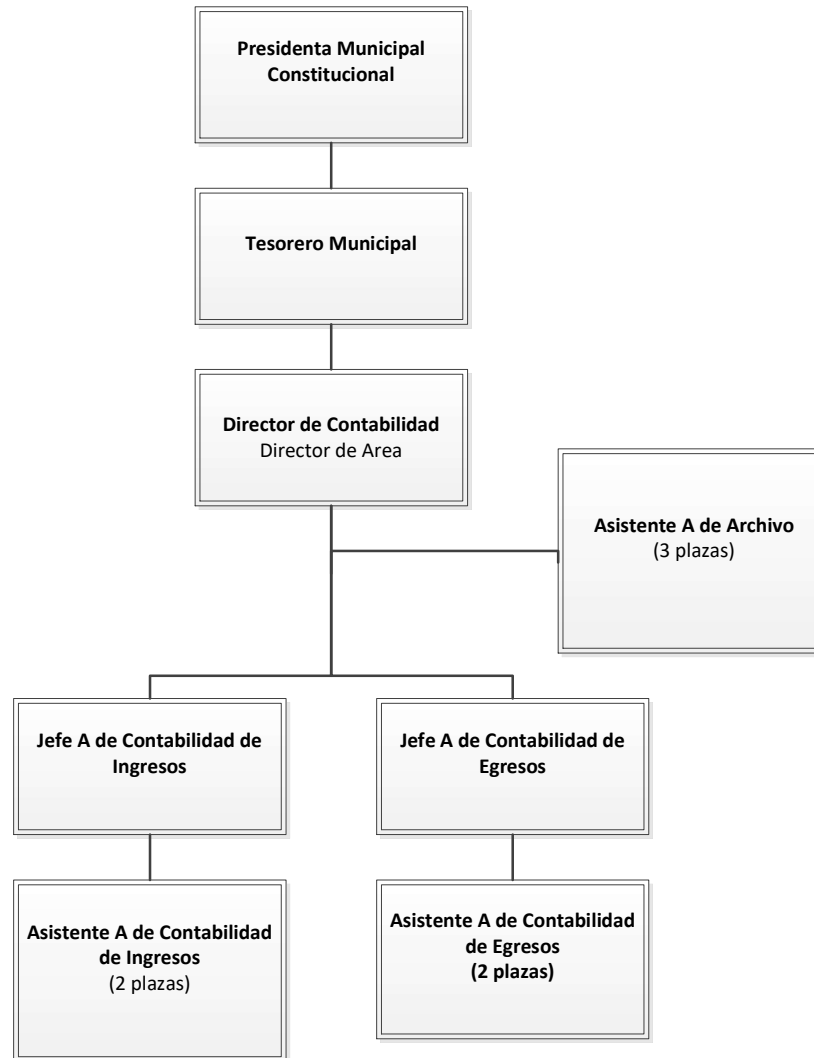 Presidenta Municipal
Constitucional
Tesorero Municipal
Director de Contabilidad
Director de Area
Asistente A de Archivo
(3 plazas)
Jefe A de Contabilidad de
Ingresos
Jefe A de Contabilidad de
Egresos
Asistente A de Contabilidad
de Ingresos
(2 plazas)
Asistente A de Contabilidad
de Egresos
(2 plazas)